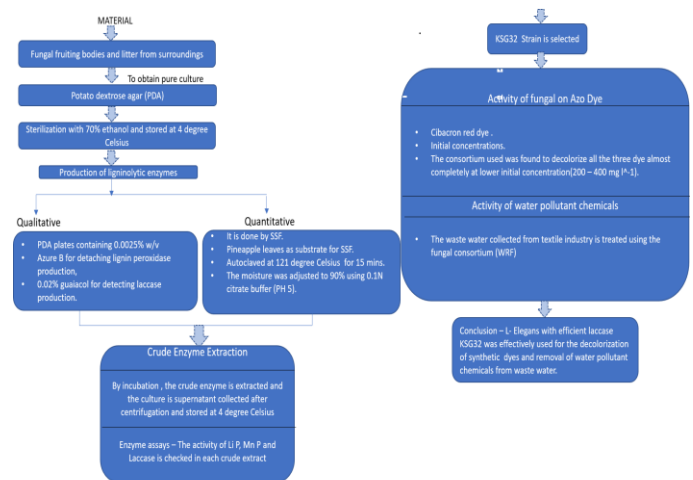 MATERIAL
Fungal fruiting bodies and litter from surroundings
To obtain pure culture
Potato dextrose agar (PDA)
Sterilization with 70% ethanol and stored at 4 degree
Celsius
Production of ligninolytic enzymes
Qualitative
• PDA plates containing 0.0025% w/v
• Azure B for detaching lignin peroxidase
production,
• 0.02% guaiacol for detecting laccase
production.
Quantitative
• It is done by SSF.
• Pineapple leaves as substrate for SSF.
• Autoclaved at 121 degree Celsius for 15 mins.
• The moisture was adjusted to 90% using 0.1N
citrate buffer (PH 5).
Crude Enzyme Extraction
By incubation , the crude enzyme is extracted and
the culture is supernatant collected after
centrifugation and stored at 4 degree Celsius
Enzyme assays – The activity of Li P, Mn P and
Laccase is checked in each crude extract
KSG32 Strain is selected
Activity of fungal on Azo Dye
• Cibacron red dye .
• Initial concentrations.
• The consortium used was found to decolorize all the three dye almost
completely at lower initial concentration(200 – 400 mg l^-1).
Activity of water pollutant chemicals
• The waste water collected from textile industry is treated using the
fungal consortium (WRF)
Conclusion – L- Elegans with efficient laccase
KSG32 was effectively used for the decolorization
of synthetic dyes and removal of water pollutant
chemicals from waste water.